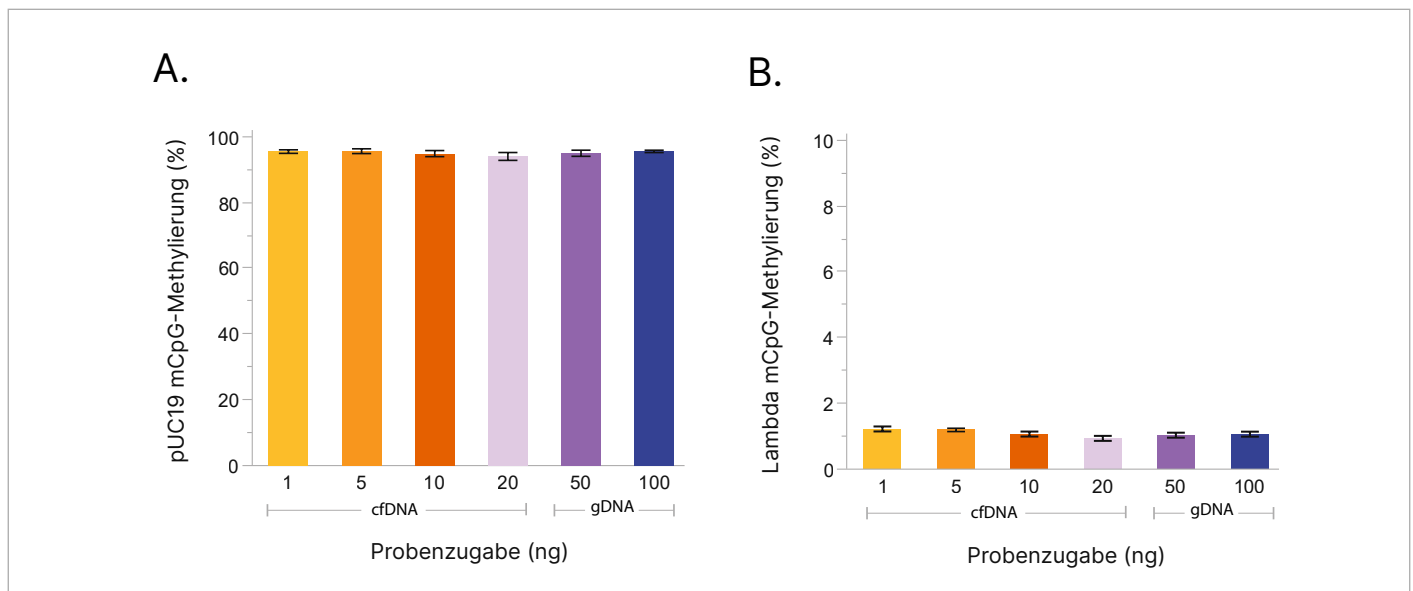 A.
pUC19 mCpG-Methylierung (%)
100
80
60
40
20
0
1 5 10 20 50 100
cfDNA gDNA
Probenzugabe (ng)
B.
Lambda mCpG-Methylierung (%)
10
8
6
4
2
0
1 5 10 20 50 100
cfDNA gDNA
Probenzugabe (ng)